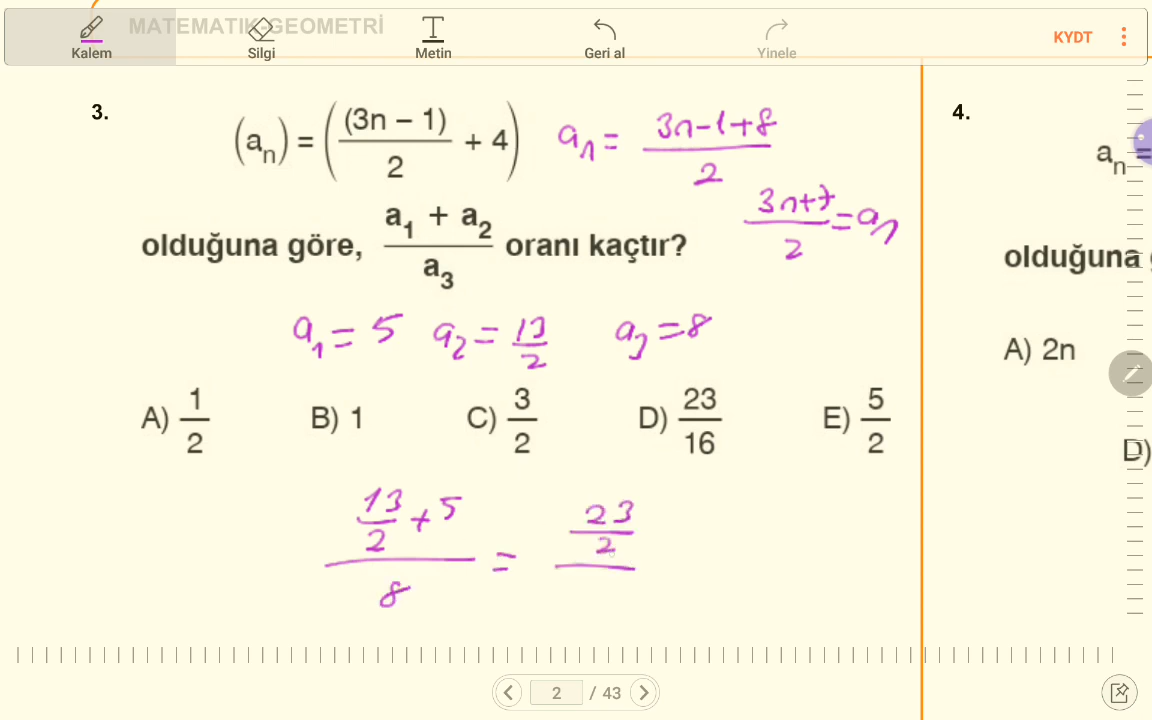 MATEMATİK-GEOMETRİ
Kalem Silgi Metin Geri al Yinele KYDT
3. (aₙ) = ((3n − 1)/2 + 4) aₙ = (3n-1+8)/2
(3n+7)/2 = aₙ
olduğuna göre, (a₁ + a₂)/a₃ oranı kaçtır?
a₁ = 5 a₂ = 13/2 a₃ = 8
A) 1/2 B) 1 C) 3/2 D) 23/16 E) 5/2
(13/2 + 5)/8 = (23/2)/
4.
aₙ =
olduğuna
A) 2n
D)
2 / 43